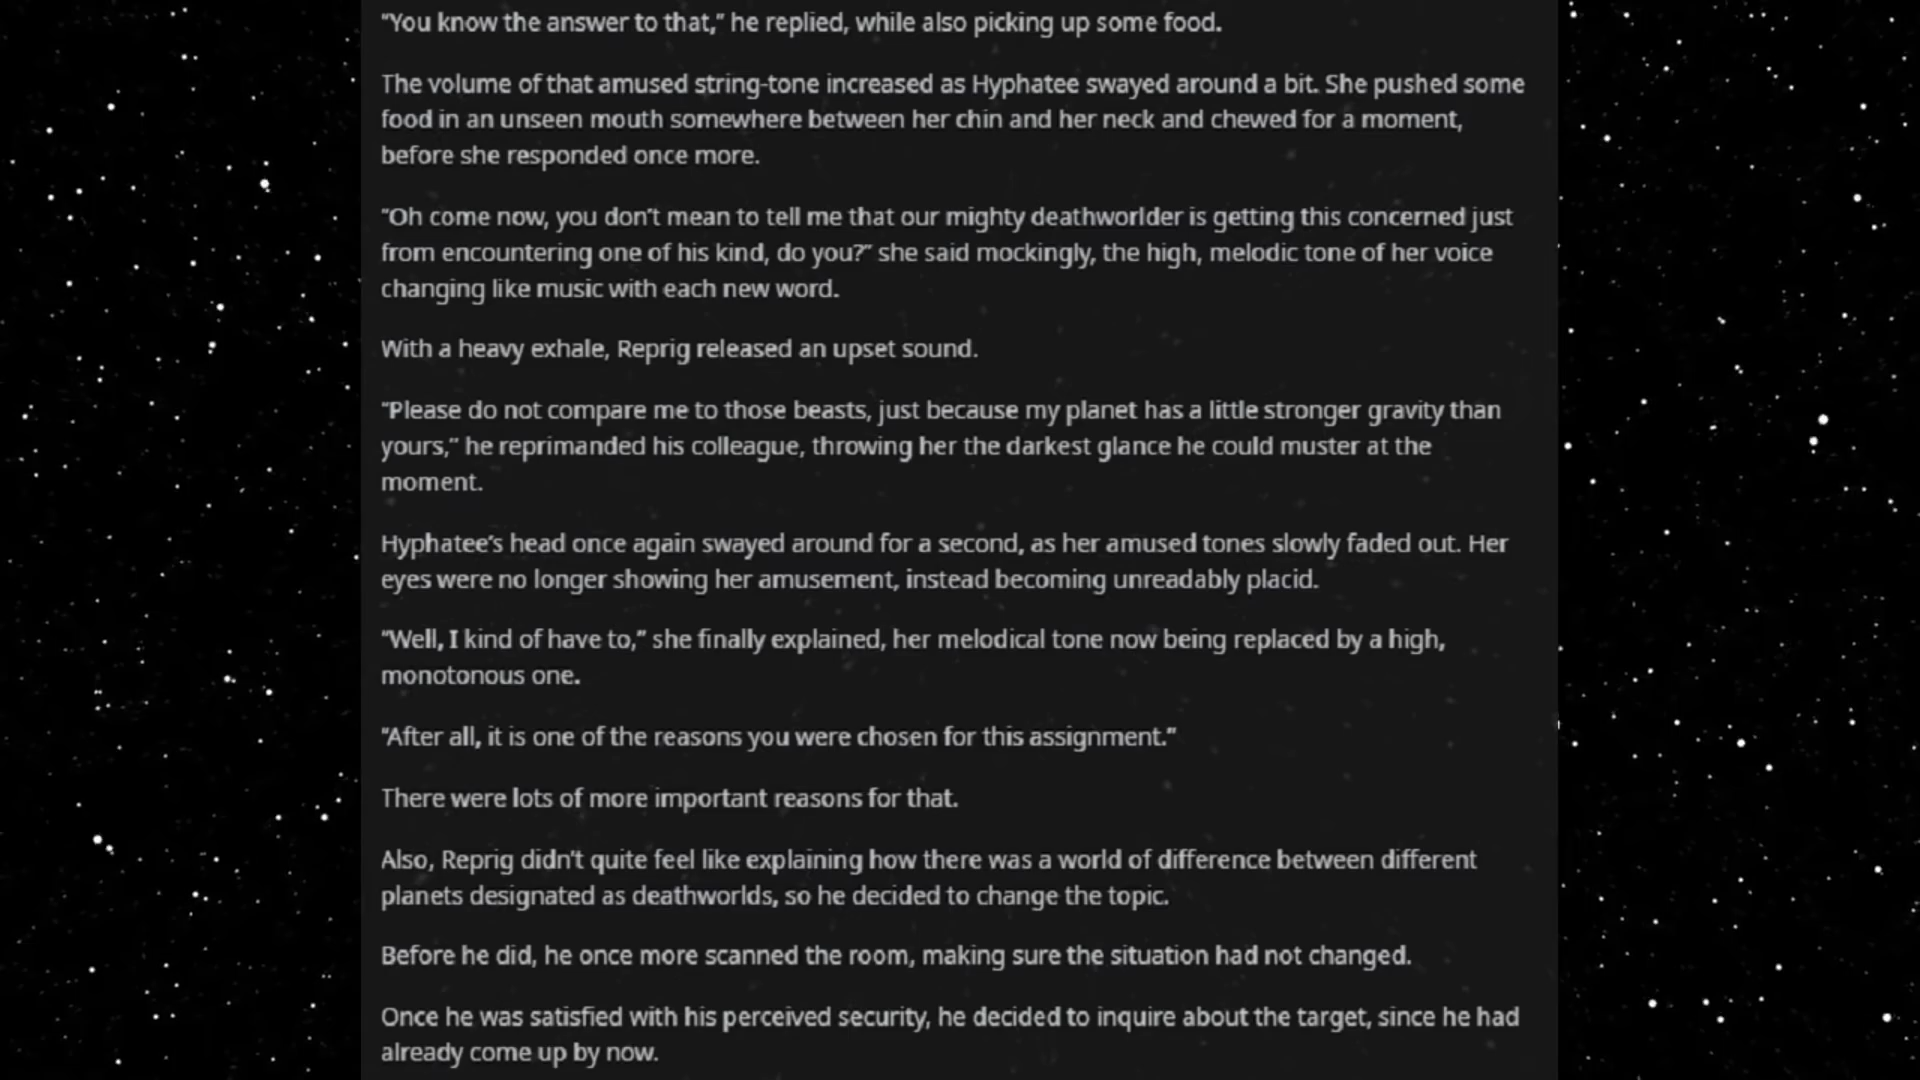 “You know the answer to that,” he replied, while also picking up some food.
The volume of that amused string-tone increased as Hyphatee swayed around a bit. She pushed some
food in an unseen mouth somewhere between her chin and her neck and chewed for a moment,
before she responded once more.
“Oh come now, you don’t mean to tell me that our mighty deathworlder is getting this concerned just
from encountering one of his kind, do you?” she said mockingly, the high, melodic tone of her voice
changing like music with each new word.
With a heavy exhale, Reprig released an upset sound.
“Please do not compare me to those beasts, just because my planet has a little stronger gravity than
yours,” he reprimanded his colleague, throwing her the darkest glance he could muster at the
moment.
Hyphatee’s head once again swayed around for a second, as her amused tones slowly faded out. Her
eyes were no longer showing her amusement, instead becoming unreadably placid.
“Well, I kind of have to,” she finally explained, her melodical tone now being replaced by a high,
monotonous one.
“After all, it is one of the reasons you were chosen for this assignment.”
There were lots of more important reasons for that.
Also, Reprig didn’t quite feel like explaining how there was a world of difference between different
planets designated as deathworlds, so he decided to change the topic.
Before he did, he once more scanned the room, making sure the situation had not changed.
Once he was satisfied with his perceived security, he decided to inquire about the target, since he had
already come up by now.